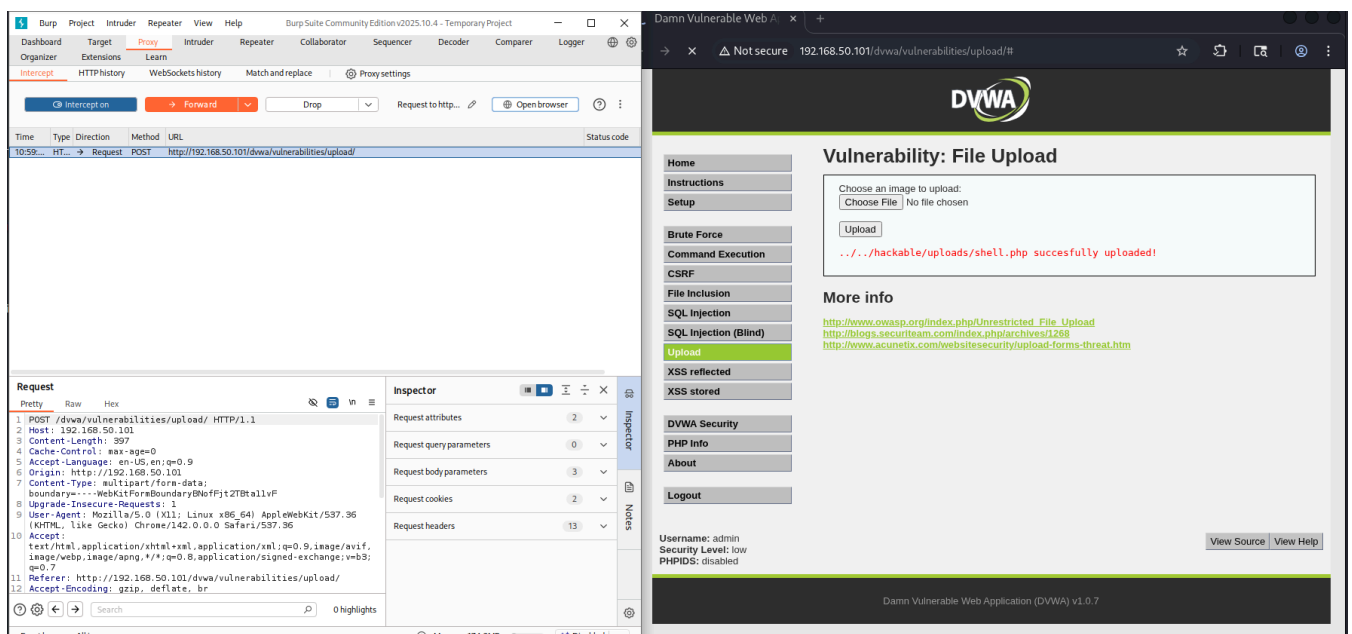 Burp Project Intruder Repeater View Help Burp Suite Community Edition v2025.10.4 - Temporary Project
Dashboard Target Proxy Intruder Repeater Collaborator Sequencer Decoder Comparer Logger
Organizer Extensions Learn
Intercept HTTP history WebSockets history Match and replace Proxy settings
Intercept on Forward Drop Request to http... Open browser
Time Type Direction Method URL Status code
10:59:... HT... → Request POST http://192.168.50.101/dvwa/vulnerabilities/upload/
Request
Pretty Raw Hex \n
1 POST /dvwa/vulnerabilities/upload/ HTTP/1.1
2 Host: 192.168.50.101
3 Content-Length: 397
4 Cache-Control: max-age=0
5 Accept-Language: en-US,en;q=0.9
6 Origin: http://192.168.50.101
7 Content-Type: multipart/form-data;
boundary=----WebKitFormBoundaryBNofFjt2TBta11vF
8 Upgrade-Insecure-Requests: 1
9 User-Agent: Mozilla/5.0 (X11; Linux x86_64) AppleWebKit/537.36
(KHTML, like Gecko) Chrome/142.0.0.0 Safari/537.36
10 Accept:
text/html,application/xhtml+xml,application/xml;q=0.9,image/avif,
image/webp,image/apng,*/*;q=0.8,application/signed-exchange;v=b3;
q=0.7
11 Referer: http://192.168.50.101/dvwa/vulnerabilities/upload/
12 Accept-Encoding: gzip, deflate, br
Search 0 highlights
Inspector
Request attributes 2
Request query parameters 0
Request body parameters 3
Request cookies 2
Request headers 13
Inspector
Notes
Damn Vulnerable Web A
Not secure 192.168.50.101/dvwa/vulnerabilities/upload/#
DVWA
Home
Instructions
Setup
Brute Force
Command Execution
CSRF
File Inclusion
SQL Injection
SQL Injection (Blind)
Upload
XSS reflected
XSS stored
DVWA Security
PHP Info
About
Logout
Vulnerability: File Upload
Choose an image to upload:
Choose File No file chosen
Upload
../../hackable/uploads/shell.php succesfully uploaded!
More info
http://www.owasp.org/index.php/Unrestricted_File_Upload
http://blogs.securiteam.com/index.php/archives/1268
http://www.acunetix.com/websitesecurity/upload-forms-threat.htm
Username: admin
Security Level: low
PHPIDS: disabled
View Source View Help
Damn Vulnerable Web Application (DVWA) v1.0.7